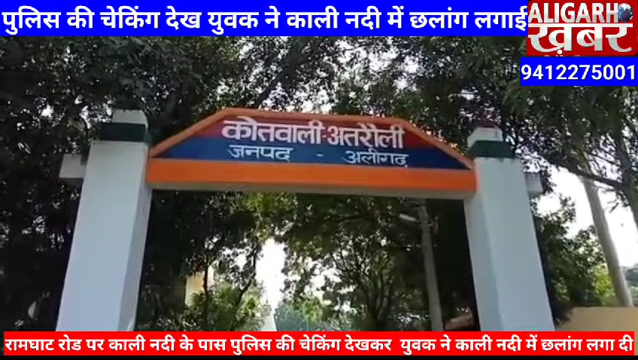 पुलिस की चेकिंग देख युवक ने काली नदी में छलांग लगाई
ALIGARH
खबर
9412275001
कोतवाली-अतरौली
जनपद - अलीगढ़
रामघाट रोड पर काली नदी के पास पुलिस की चेकिंग देखकर युवक ने काली नदी में छलांग लगा दी